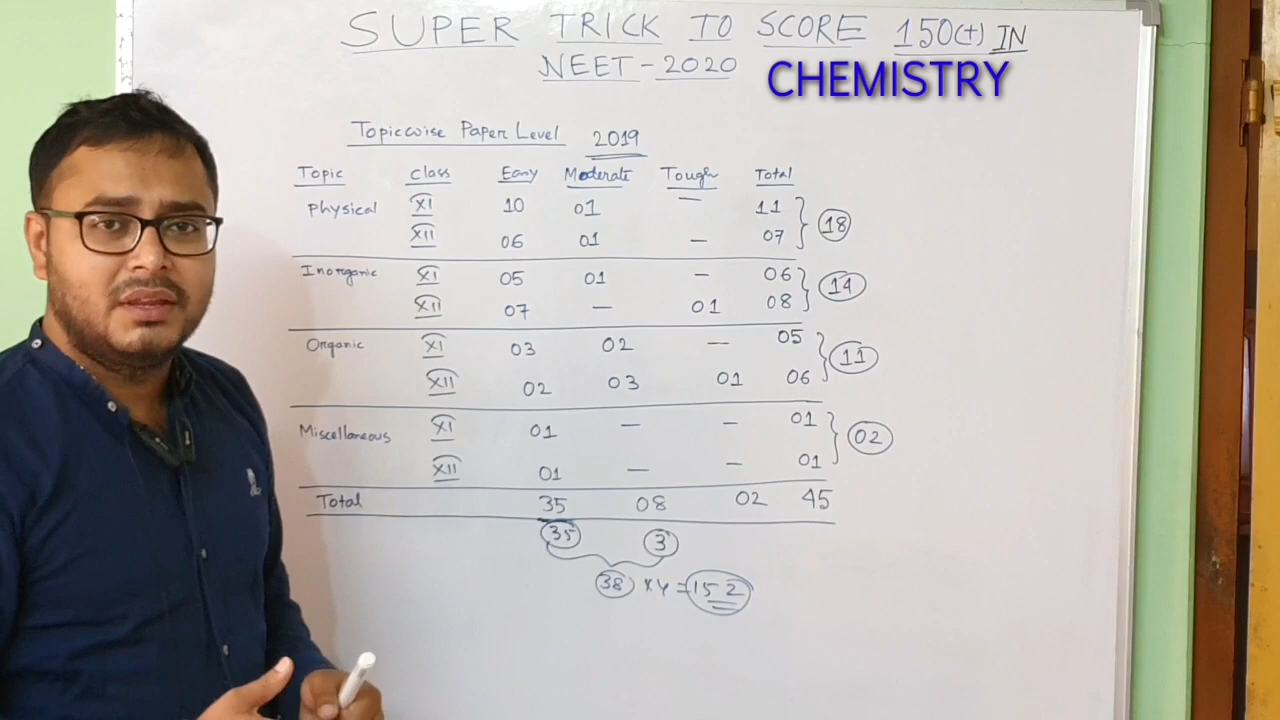 SUPER TRICK TO SCORE 150(+) IN
NEET-2020 CHEMISTRY
Topicwise Paper Level 2019
Topic class Easy Moderate Tough Total
Physical XI 10 01 — 11
XII 06 01 — 07 18
Inorganic XI 05 01 — 06
XII 07 — 01 08 14
Organic XI 03 02 — 05
XII 02 03 01 06 11
Miscellaneous XI 01 — — 01
XII 01 — — 01 02
Total 35 08 02 45
35 3
38 x4 = 152